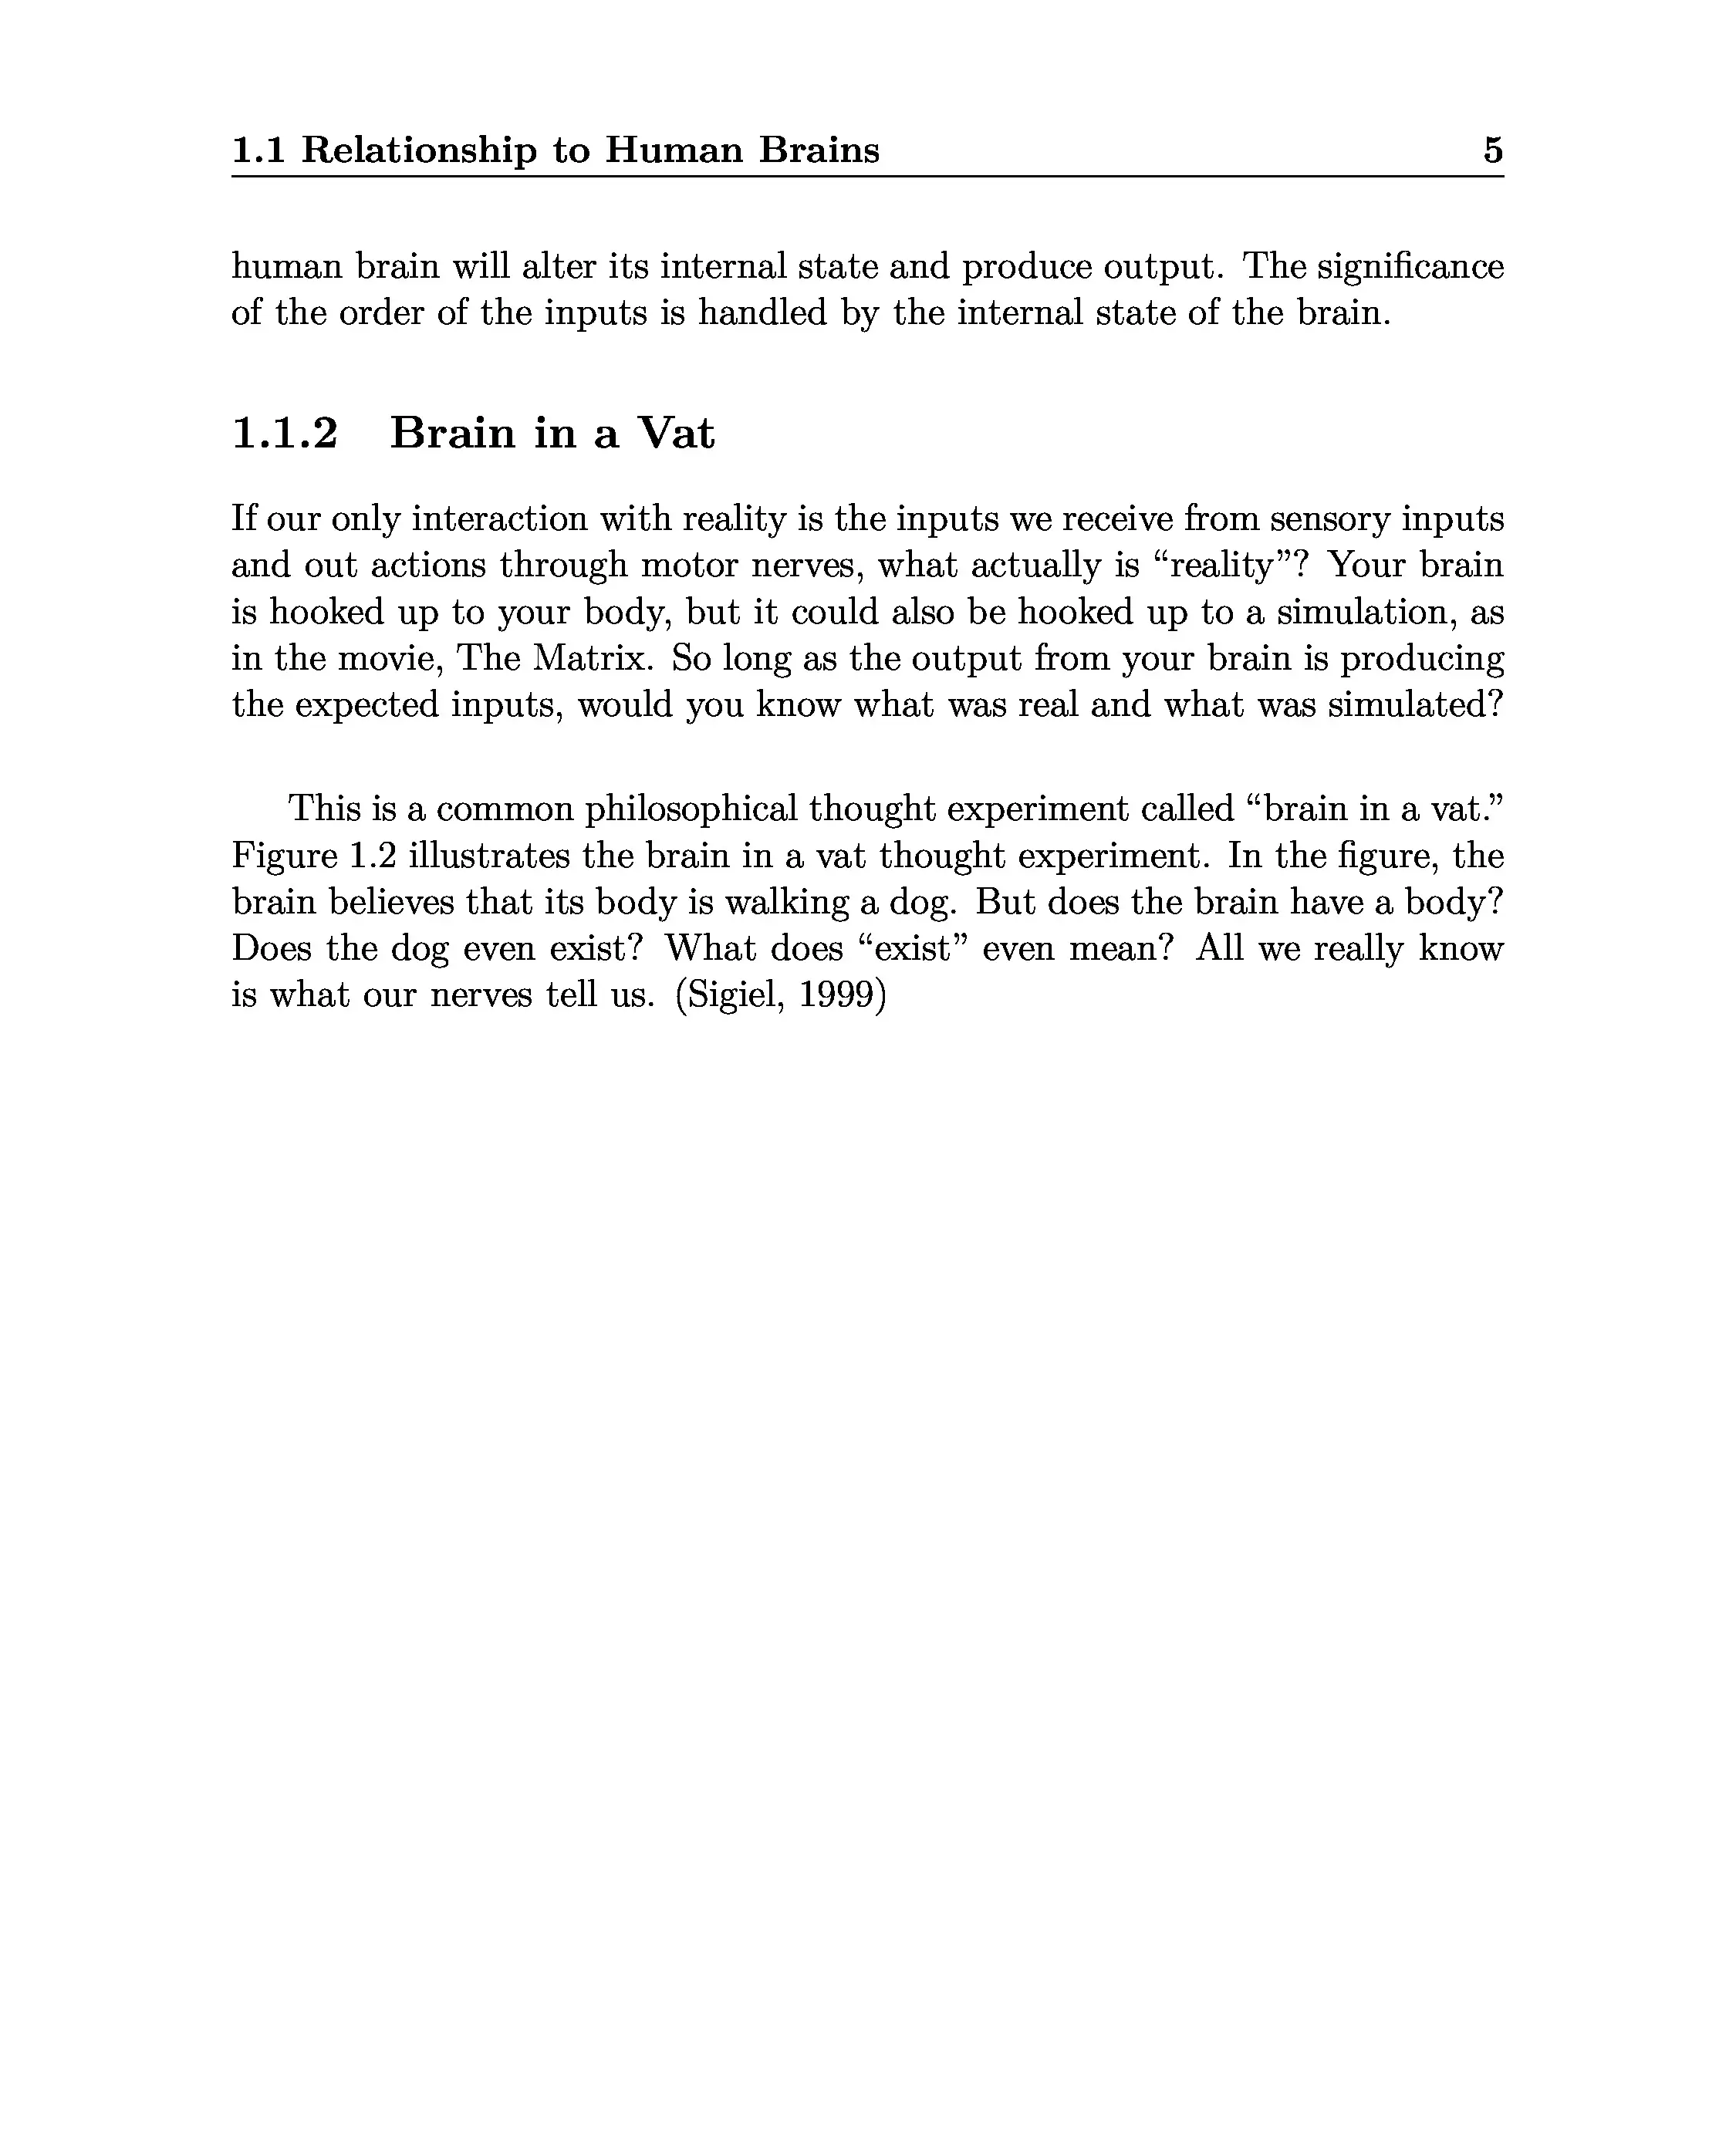 1.1 Relationship to Human Brains 5
human brain will alter its internal state and produce output. The significance
of the order of the inputs is handled by the internal state of the brain.
1.1.2 Brain in a Vat
If our only interaction with reality is the inputs we receive from sensory inputs
and out actions through motor nerves, what actually is “reality”? Your brain
is hooked up to your body, but it could also be hooked up to a simulation, as
in the movie, The Matrix. So long as the output from your brain is producing
the expected inputs, would you know what was real and what was simulated?
This is a common philosophical thought experiment called “brain in a vat.”
Figure 1.2 illustrates the brain in a vat thought experiment. In the figure, the
brain believes that its body is walking a dog. But does the brain have a body?
Does the dog even exist? What does “exist” even mean? All we really know
is what our nerves tell us. (Sigiel, 1999)